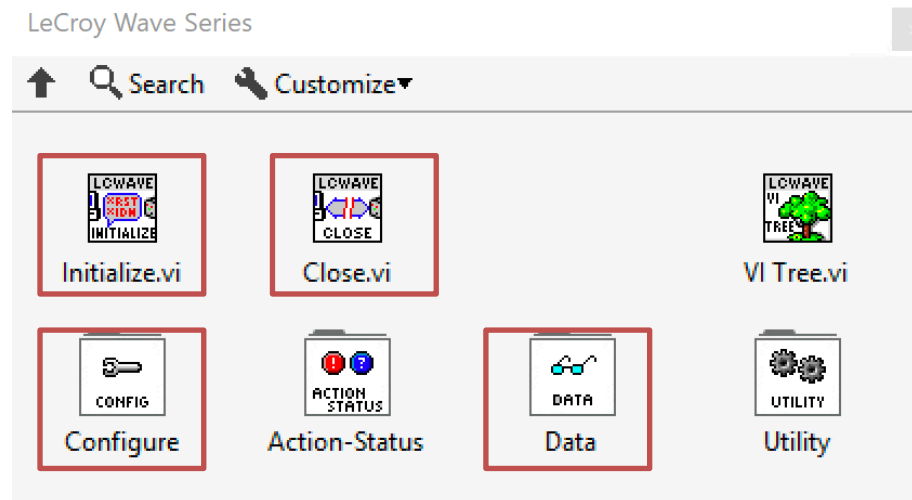 LeCroy Wave Series
Search Customize
LCWAVE
*RST
*IDN
INITIALIZE
Initialize.vi
LCWAVE
CLOSE
Close.vi
LCWAVE
VI
TREE
VI Tree.vi
CONFIG
Configure
ACTION
STATUS
Action-Status
DATA
Data
UTILITY
Utility